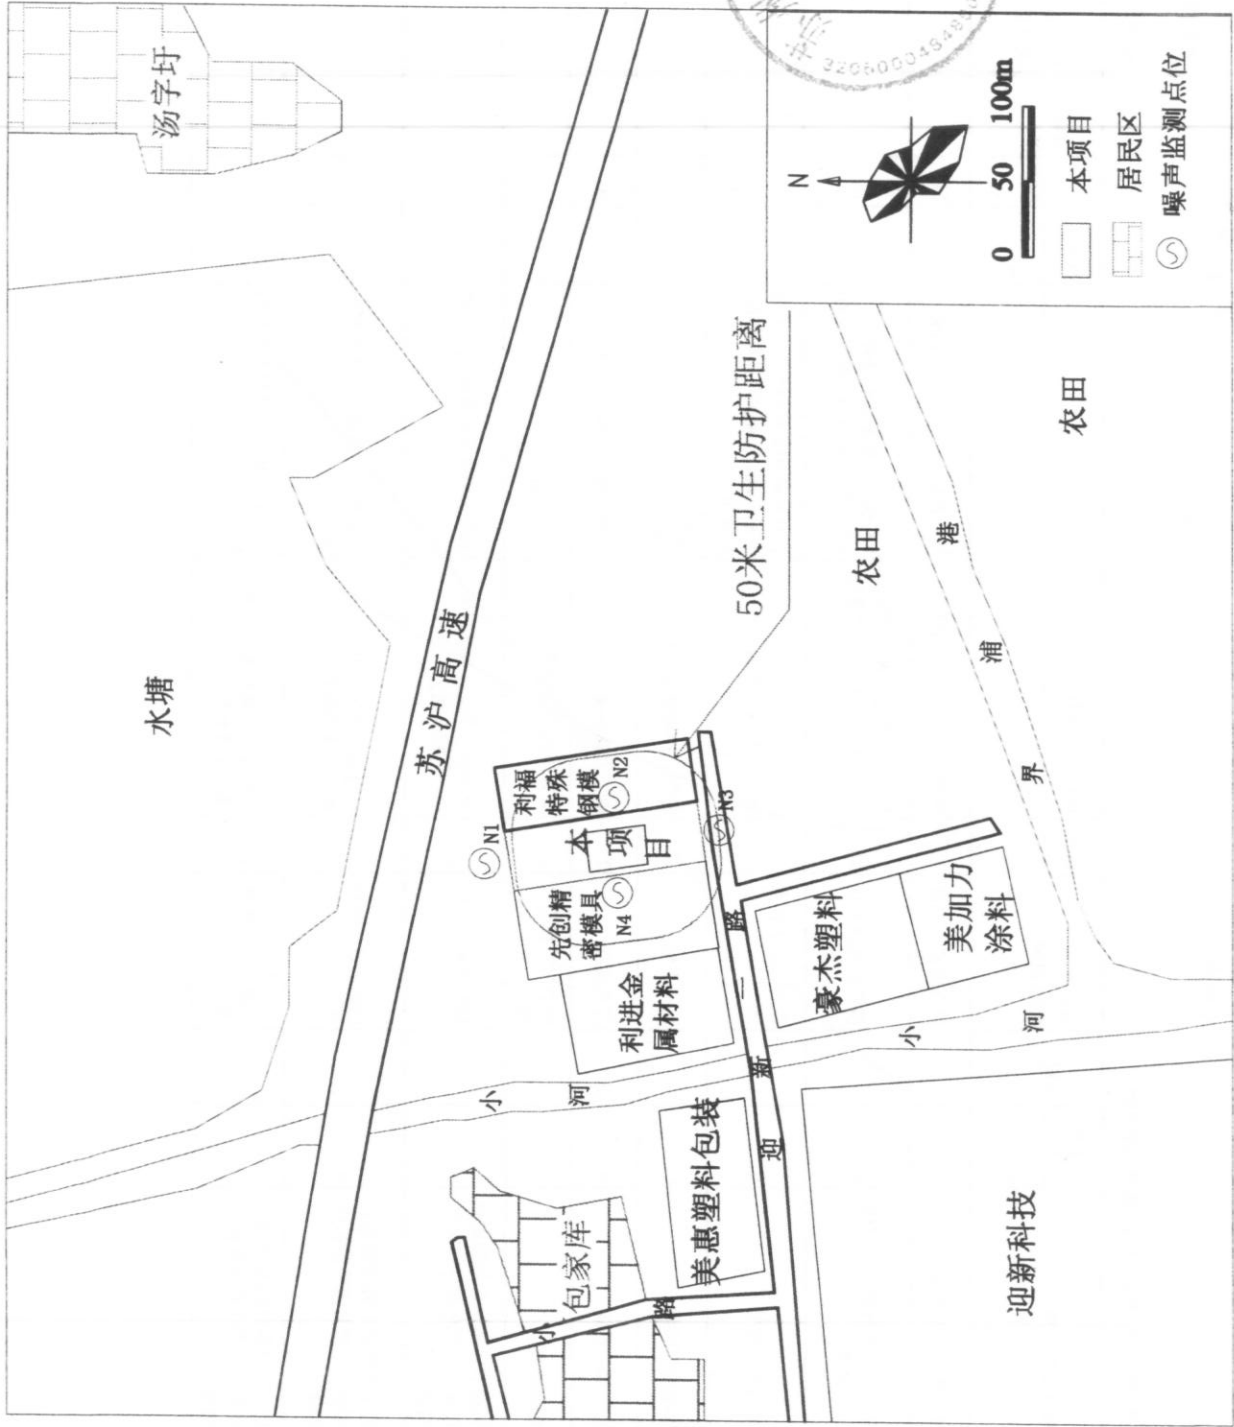 汤字圩
水塘
苏沪高速
50米卫生防护距离
农田
农田
界浦港
利福
特殊
钢模
本
项
目
先创精
密模具
利进金
属材料
N1
N2
N3
N4
迎新一路
豪杰塑料
美加力
涂料
小河
小河
美惠塑料包装
包家库
小路
迎新科技
N
0 50 100m
本项目
居民区
噪声监测点位